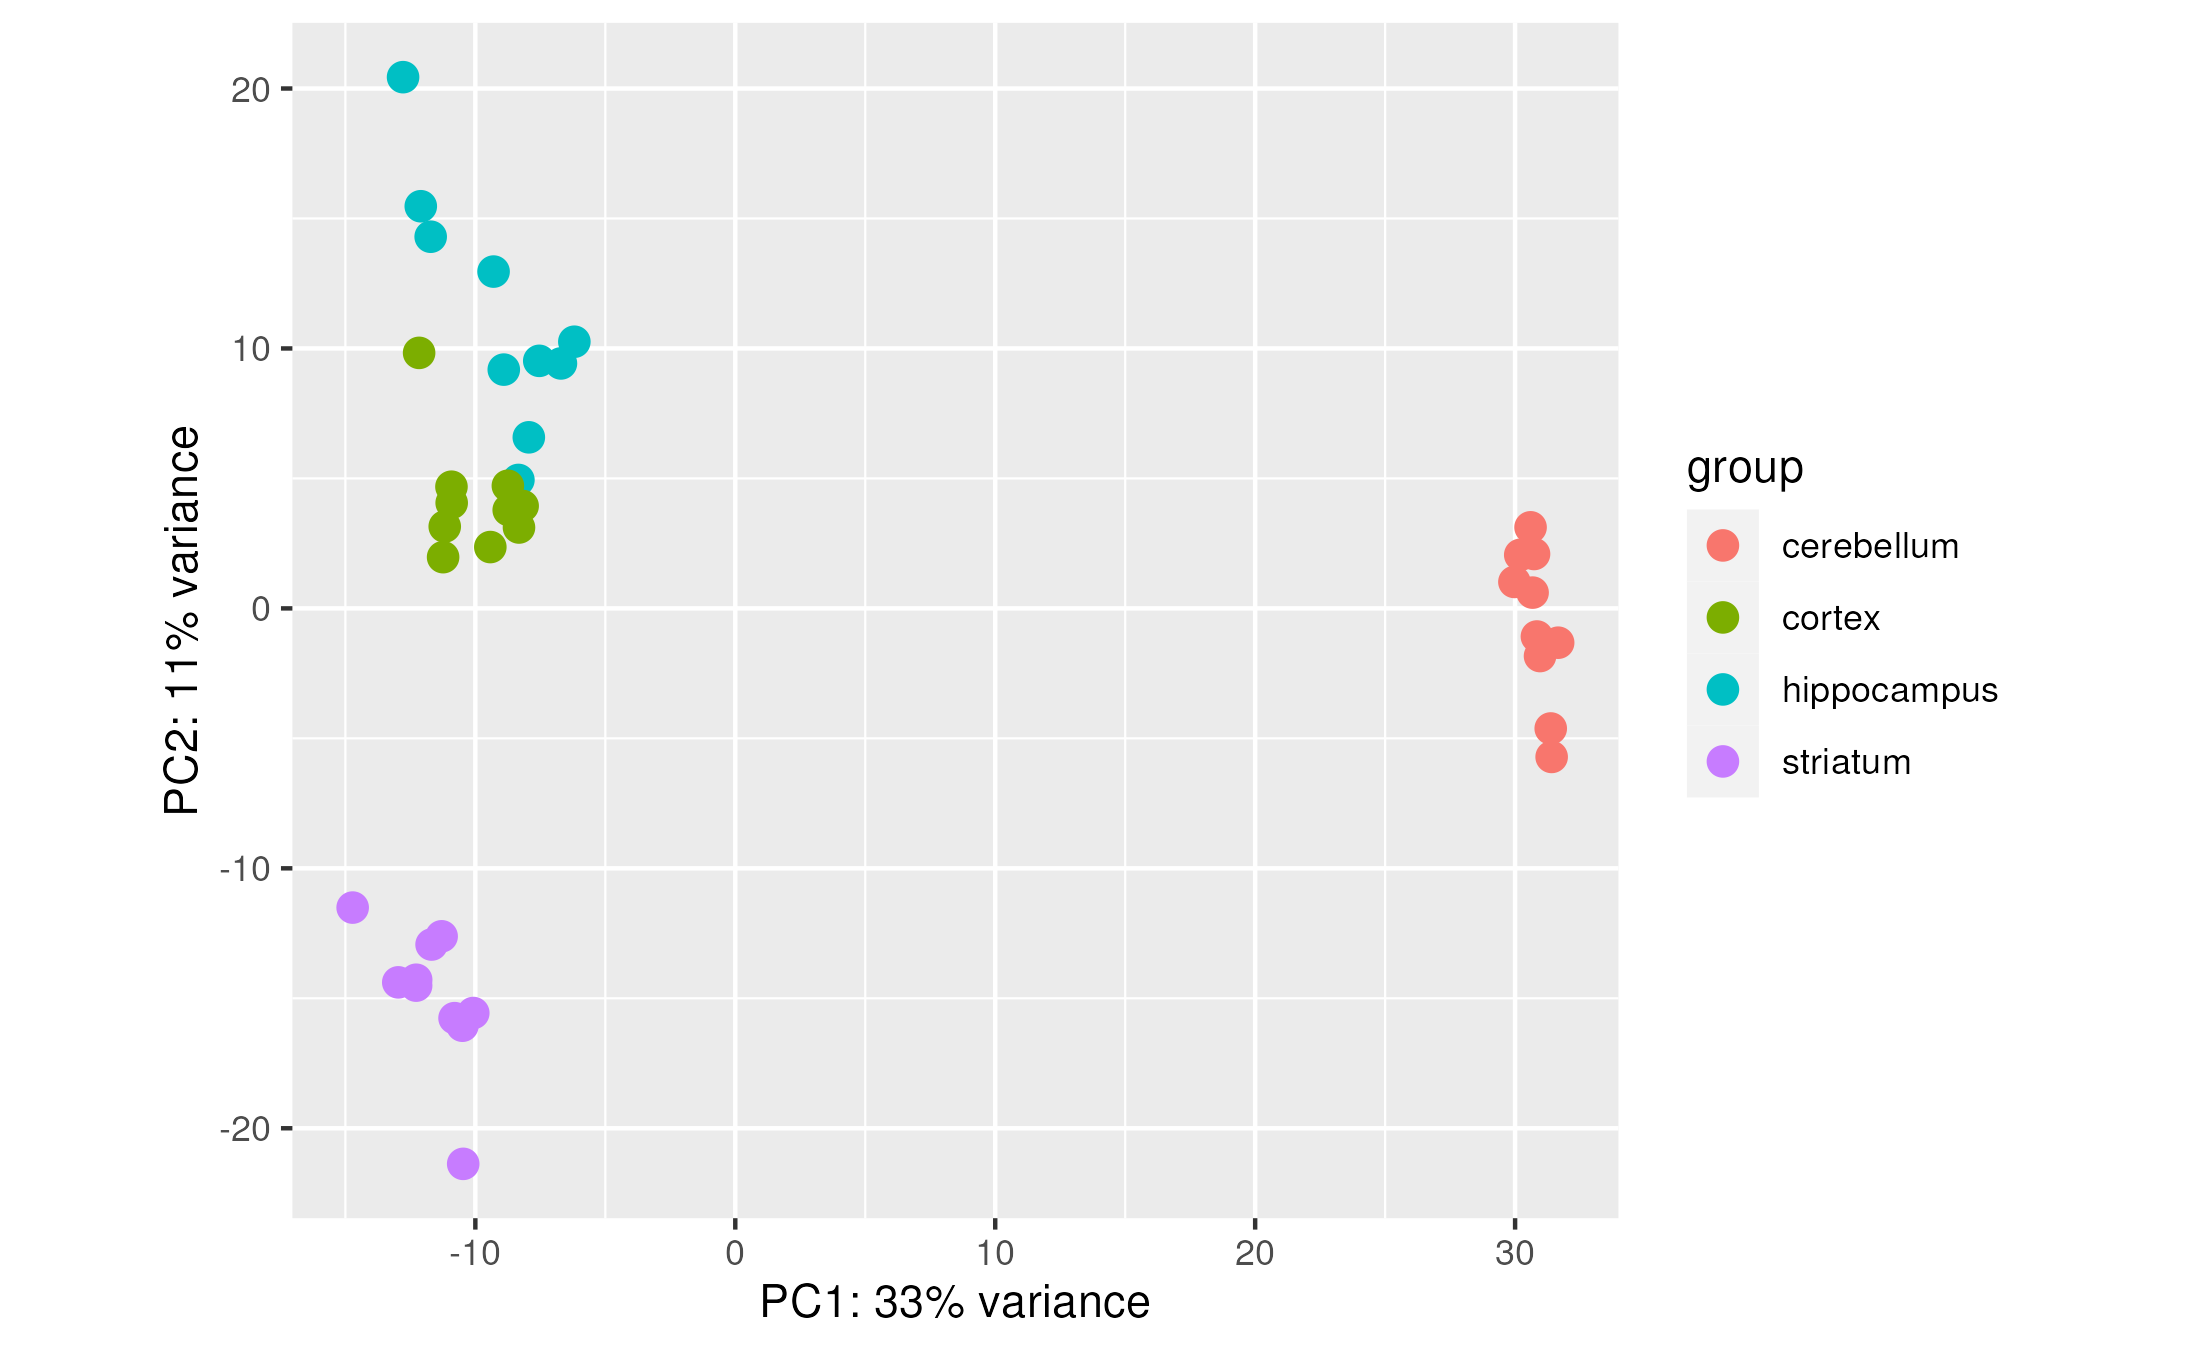 20
10
0
-10
-20
PC2: 11% variance
-10 0 10 20 30
PC1: 33% variance
group
cerebellum
cortex
hippocampus
striatum